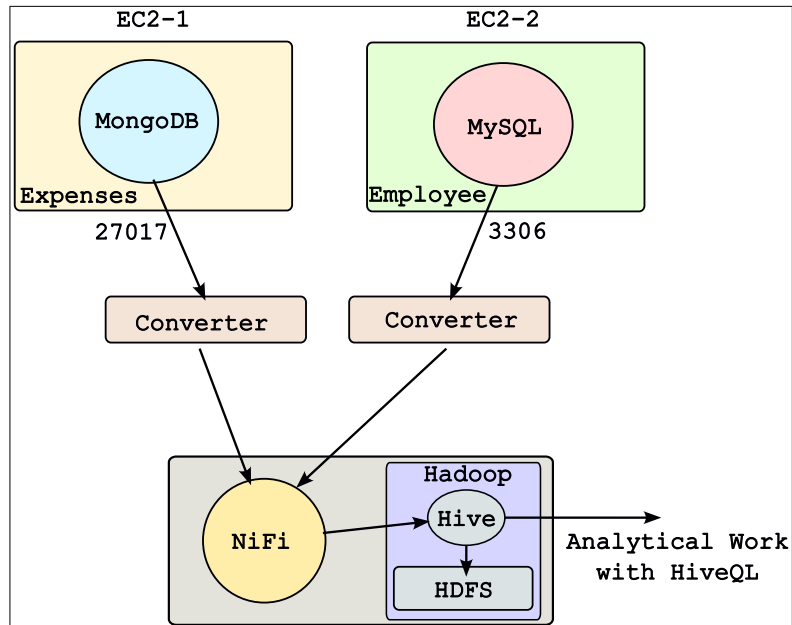 EC2-1
EC2-2
MongoDB
MySQL
Expenses
Employee
27017
3306
Converter
Converter
Hadoop
NiFi
Hive
HDFS
Analytical Work
with HiveQL